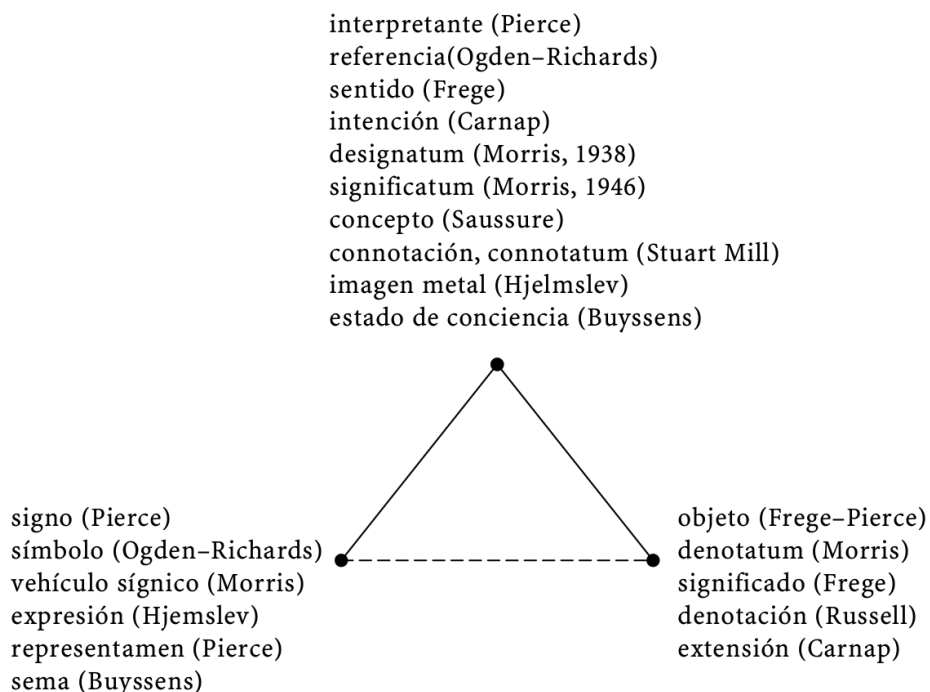 interpretante (Pierce)
referencia(Ogden–Richards)
sentido (Frege)
intención (Carnap)
designatum (Morris, 1938)
significatum (Morris, 1946)
concepto (Saussure)
connotación, connotatum (Stuart Mill)
imagen metal (Hjelmslev)
estado de conciencia (Buyssens)
signo (Pierce)
símbolo (Ogden–Richards)
vehículo sígnico (Morris)
expresión (Hjemslev)
representamen (Pierce)
sema (Buyssens)
objeto (Frege–Pierce)
denotatum (Morris)
significado (Frege)
denotación (Russell)
extensión (Carnap)